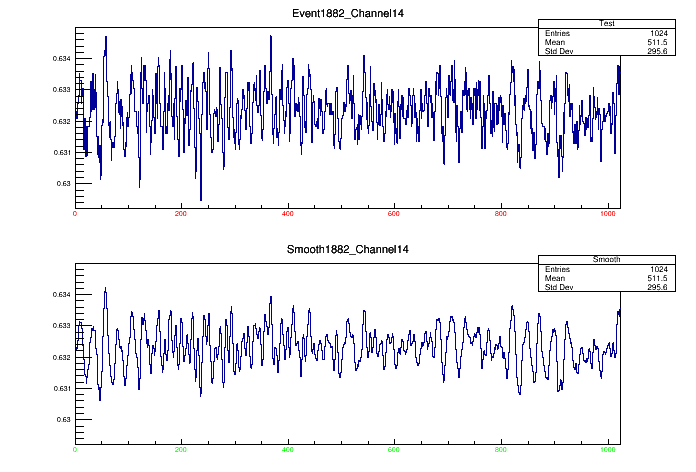 Event1882_Channel14
Test
Entries 1024
Mean 511.5
Std Dev 295.6
0.634
0.633
0.632
0.631
0.63
0 200 400 600 800 1000
Smooth1882_Channel14
Smooth
Entries 1024
Mean 511.5
Std Dev 295.6
0.634
0.633
0.632
0.631
0.63
0 200 400 600 800 1000